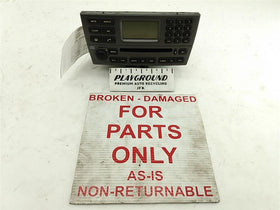 PLAYGROUND
PREMIUM AUTO RECYCLING
BROKEN - DAMAGED
FOR
PARTS
ONLY
AS-IS
NON-RETURNABLE